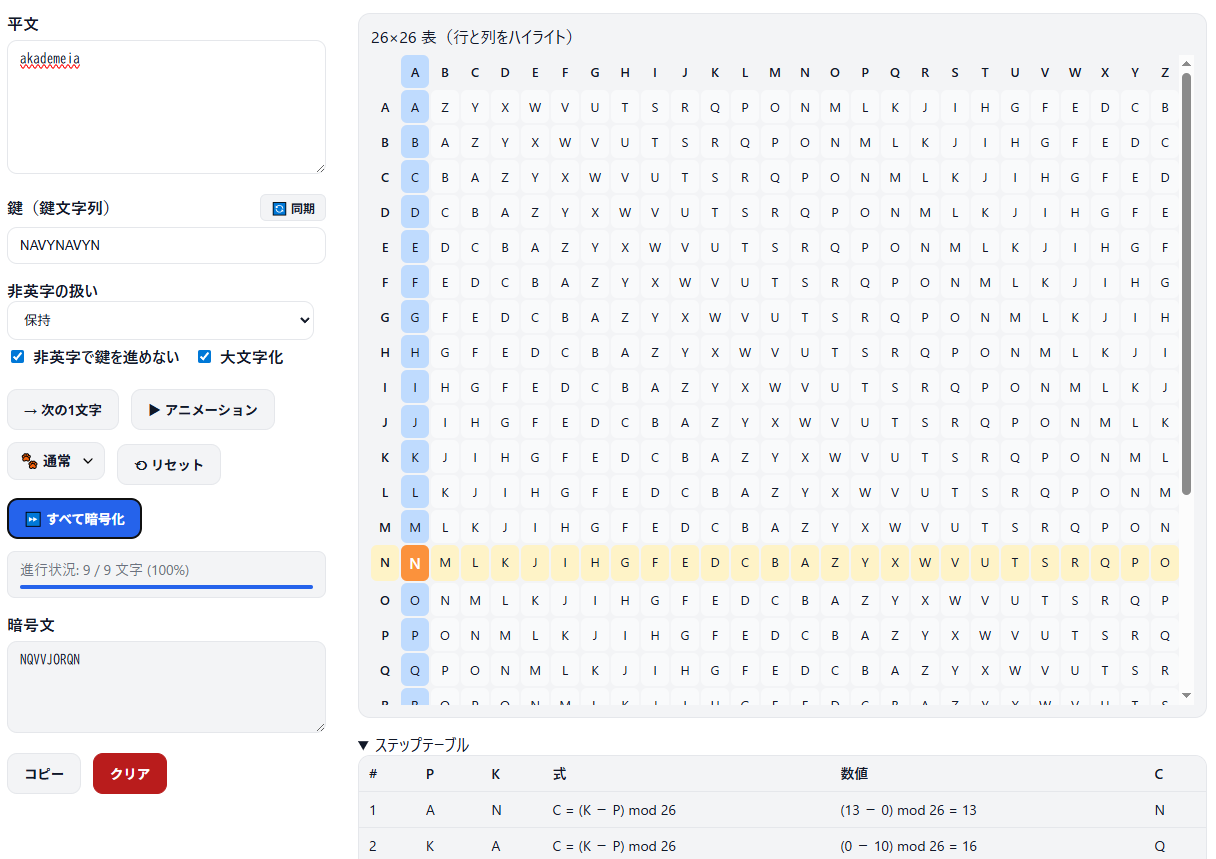 平文
akademeia
鍵（鍵文字列）
🔄 同期
NAVYNAVYN
非英字の扱い
保持
非英字で鍵を進めない 大文字化
→ 次の1文字
▶ アニメーション
🐾 通常
⟲ リセット
⏩ すべて暗号化
進行状況: 9 / 9 文字 (100%)
暗号文
NQVVJORQN
コピー
クリア
26×26 表（行と列をハイライト）
A B C D E F G H I J K L M N O P Q R S T U V W X Y Z
A A Z Y X W V U T S R Q P O N M L K J I H G F E D C B
B B A Z Y X W V U T S R Q P O N M L K J I H G F E D C
C C B A Z Y X W V U T S R Q P O N M L K J I H G F E D
D D C B A Z Y X W V U T S R Q P O N M L K J I H G F E
E E D C B A Z Y X W V U T S R Q P O N M L K J I H G F
F F E D C B A Z Y X W V U T S R Q P O N M L K J I H G
G G F E D C B A Z Y X W V U T S R Q P O N M L K J I H
H H G F E D C B A Z Y X W V U T S R Q P O N M L K J I
I I H G F E D C B A Z Y X W V U T S R Q P O N M L K J
J J I H G F E D C B A Z Y X W V U T S R Q P O N M L K
K K J I H G F E D C B A Z Y X W V U T S R Q P O N M L
L L K J I H G F E D C B A Z Y X W V U T S R Q P O N M
M M L K J I H G F E D C B A Z Y X W V U T S R Q P O N
N N M L K J I H G F E D C B A Z Y X W V U T S R Q P O
O O N M L K J I H G F E D C B A Z Y X W V U T S R Q P
P P O N M L K J I H G F E D C B A Z Y X W V U T S R Q
Q Q P O N M L K J I H G F E D C B A Z Y X W V U T S R
▼ ステップテーブル
# P K 式 数値 C
1 A N C = (K − P) mod 26 (13 − 0) mod 26 = 13 N
2 K A C = (K − P) mod 26 (0 − 10) mod 26 = 16 Q